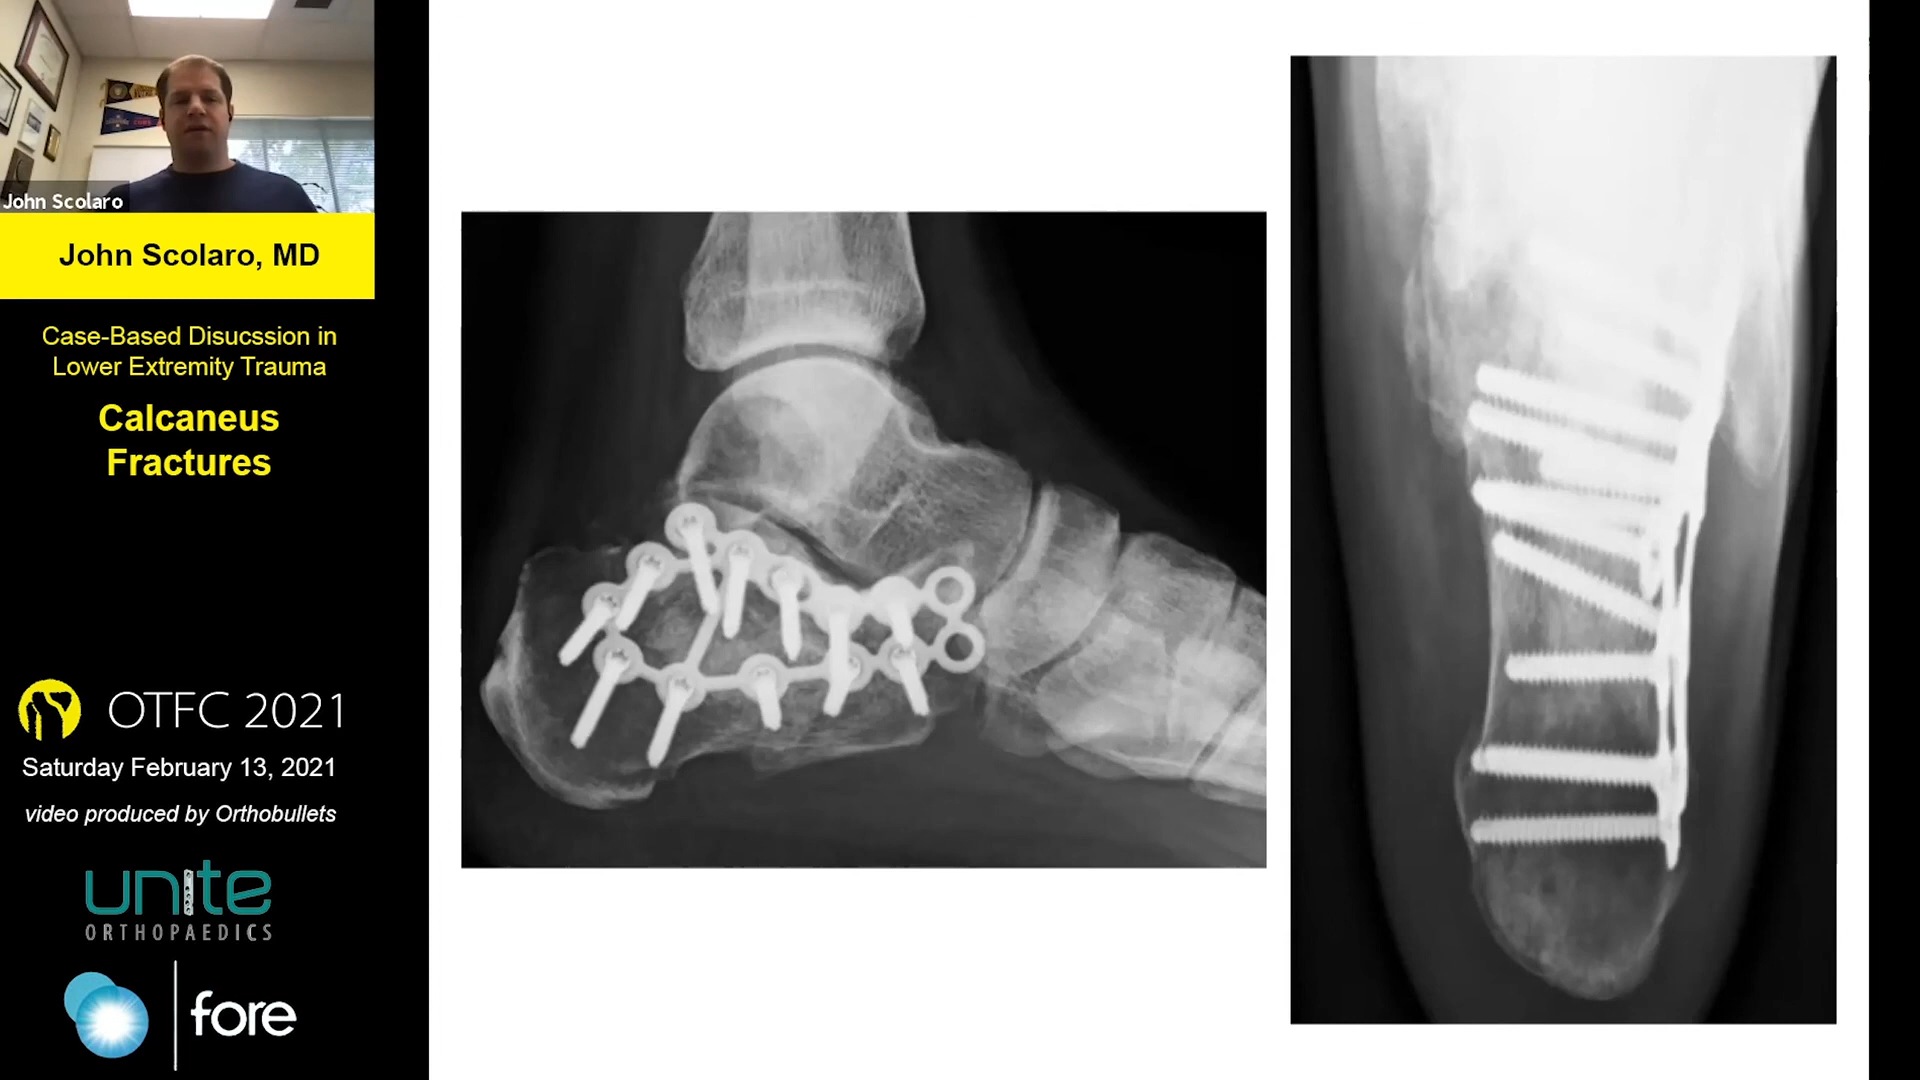 John Scolaro
John Scolaro, MD
Case-Based Disucssion in
Lower Extremity Trauma
Calcaneus
Fractures
OTFC 2021
Saturday February 13, 2021
video produced by Orthobullets
unite
ORTHOPAEDICS
fore